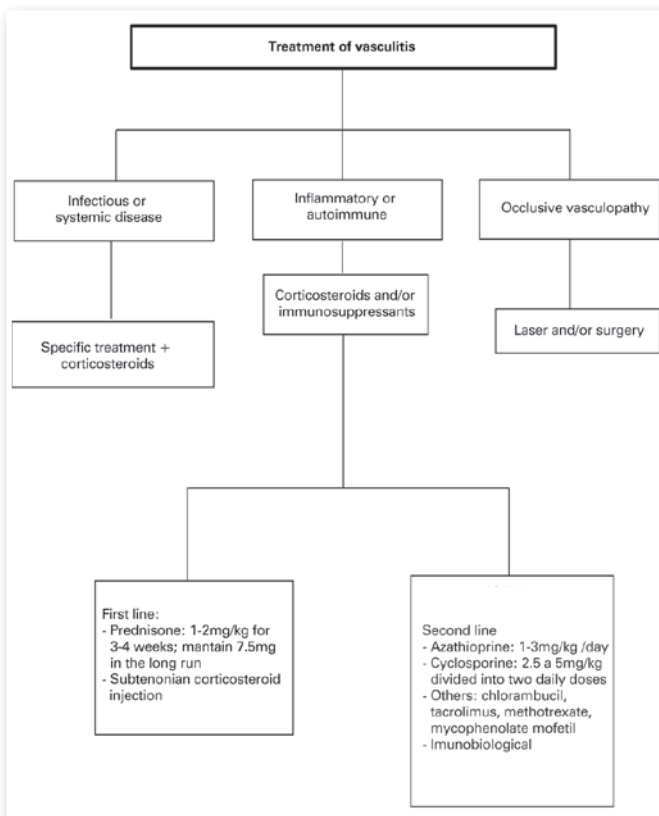 Treatment of vasculitis
Infectious or
systemic disease
Inflammatory or
autoimmune
Occlusive vasculopathy
Specific treatment +
corticosteroids
Corticosteroids and/or
immunosuppressants
Laser and/or surgery
First line:
- Prednisone: 1-2mg/kg for
3-4 weeks; mantain 7.5mg
in the long run
- Subtenonian corticosteroid
injection
Second line
- Azathioprine: 1-3mg/kg /day
- Cyclosporine: 2.5 a 5mg/kg
divided into two daily doses
- Others: chlorambucil,
tacrolimus, methotrexate,
mycophenolate mofetil
- Imunobiological